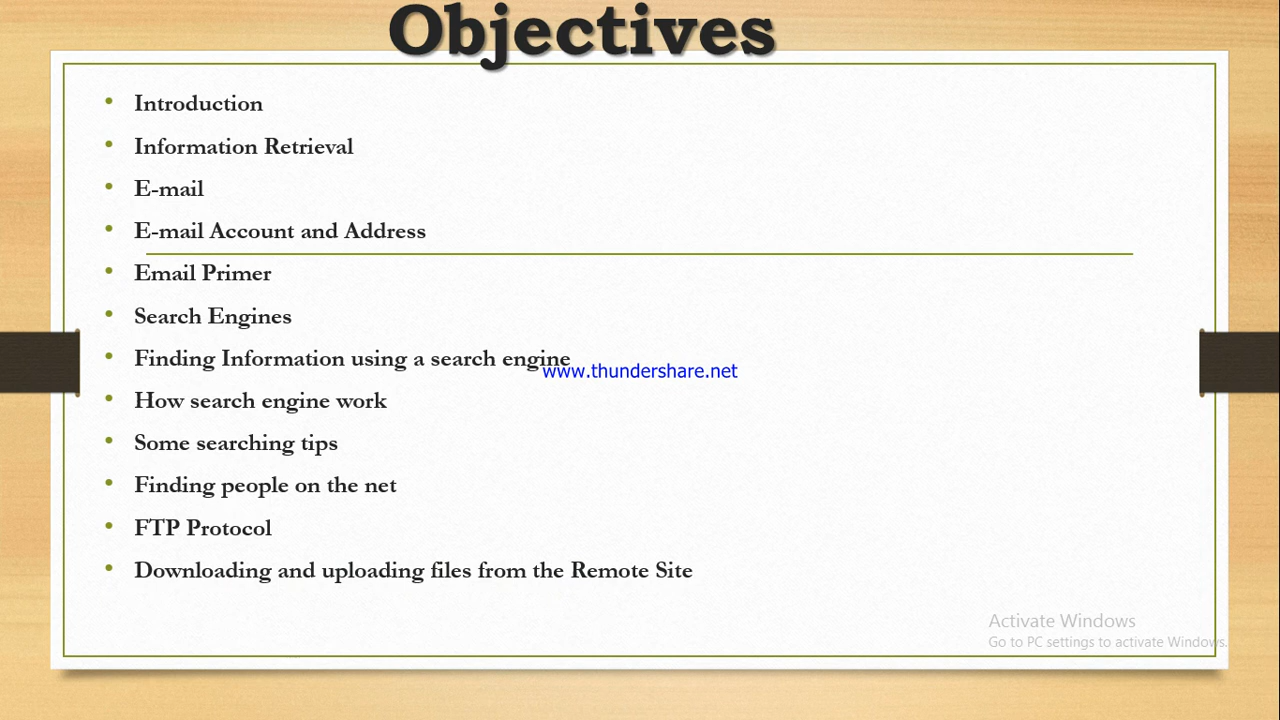 Objectives
• Introduction
• Information Retrieval
• E-mail
• E-mail Account and Address
• Email Primer
• Search Engines
• Finding Information using a search engine
www.thundershare.net
• How search engine work
• Some searching tips
• Finding people on the net
• FTP Protocol
• Downloading and uploading files from the Remote Site
Activate Windows
Go to PC settings to activate Windows.